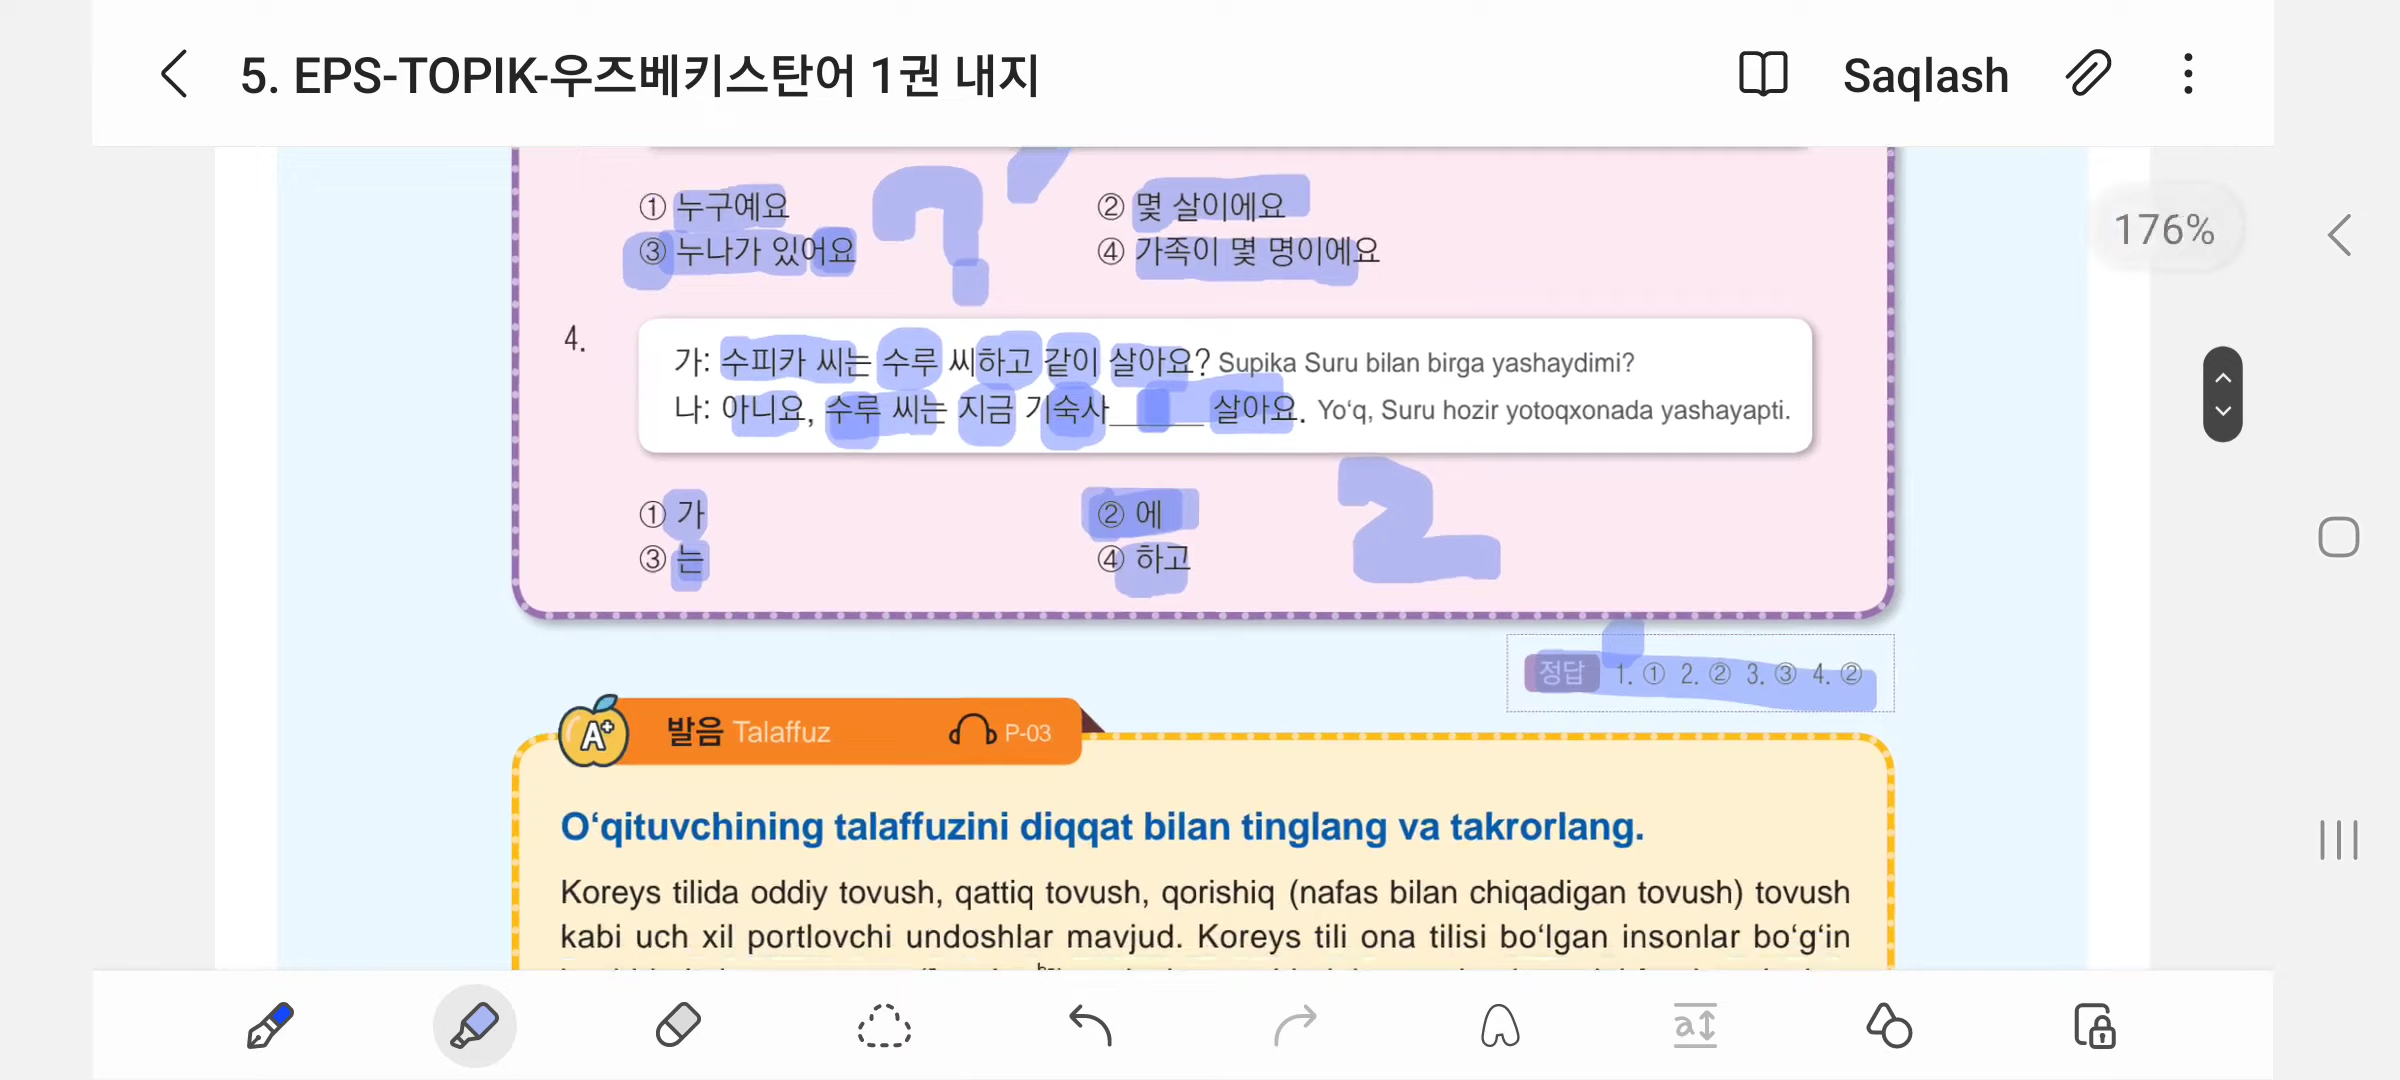 5. EPS-TOPIK-우즈베키스탄어 1권 내지
Saqlash
176%
① 누구예요
② 몇 살이에요
③ 누나가 있어요
④ 가족이 몇 명이에요
4.
가: 수피카 씨는 수루 씨하고 같이 살아요? Supika Suru bilan birga yashaydimi?
나: 아니요, 수루 씨는 지금 기숙사______ 살아요. Yo‘q, Suru hozir yotoqxonada yashayapti.
① 가
② 에
③ 는
④ 하고
정답 1. ① 2. ② 3. ③ 4. ②
A+ 발음 Talaffuz P-03
O‘qituvchining talaffuzini diqqat bilan tinglang va takrorlang.
Koreys tilida oddiy tovush, qattiq tovush, qorishiq (nafas bilan chiqadigan tovush) tovush
kabi uch xil portlovchi undoshlar mavjud. Koreys tili ona tilisi bo‘lgan insonlar bo‘g‘in